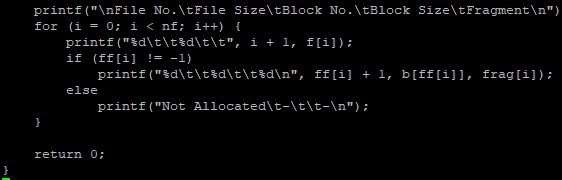 printf("\nFile No.\tFile Size\tBlock No.\tBlock Size\tFragment\n")
for (i = 0; i < nf; i++) {
printf("%d\t\t%d\t\t", i + 1, f[i]);
if (ff[i] != -1)
printf("%d\t\t%d\t\t%d\n", ff[i] + 1, b[ff[i]], frag[i]);
else
printf("Not Allocated\t-\t\t-\n");
}
return 0;
}